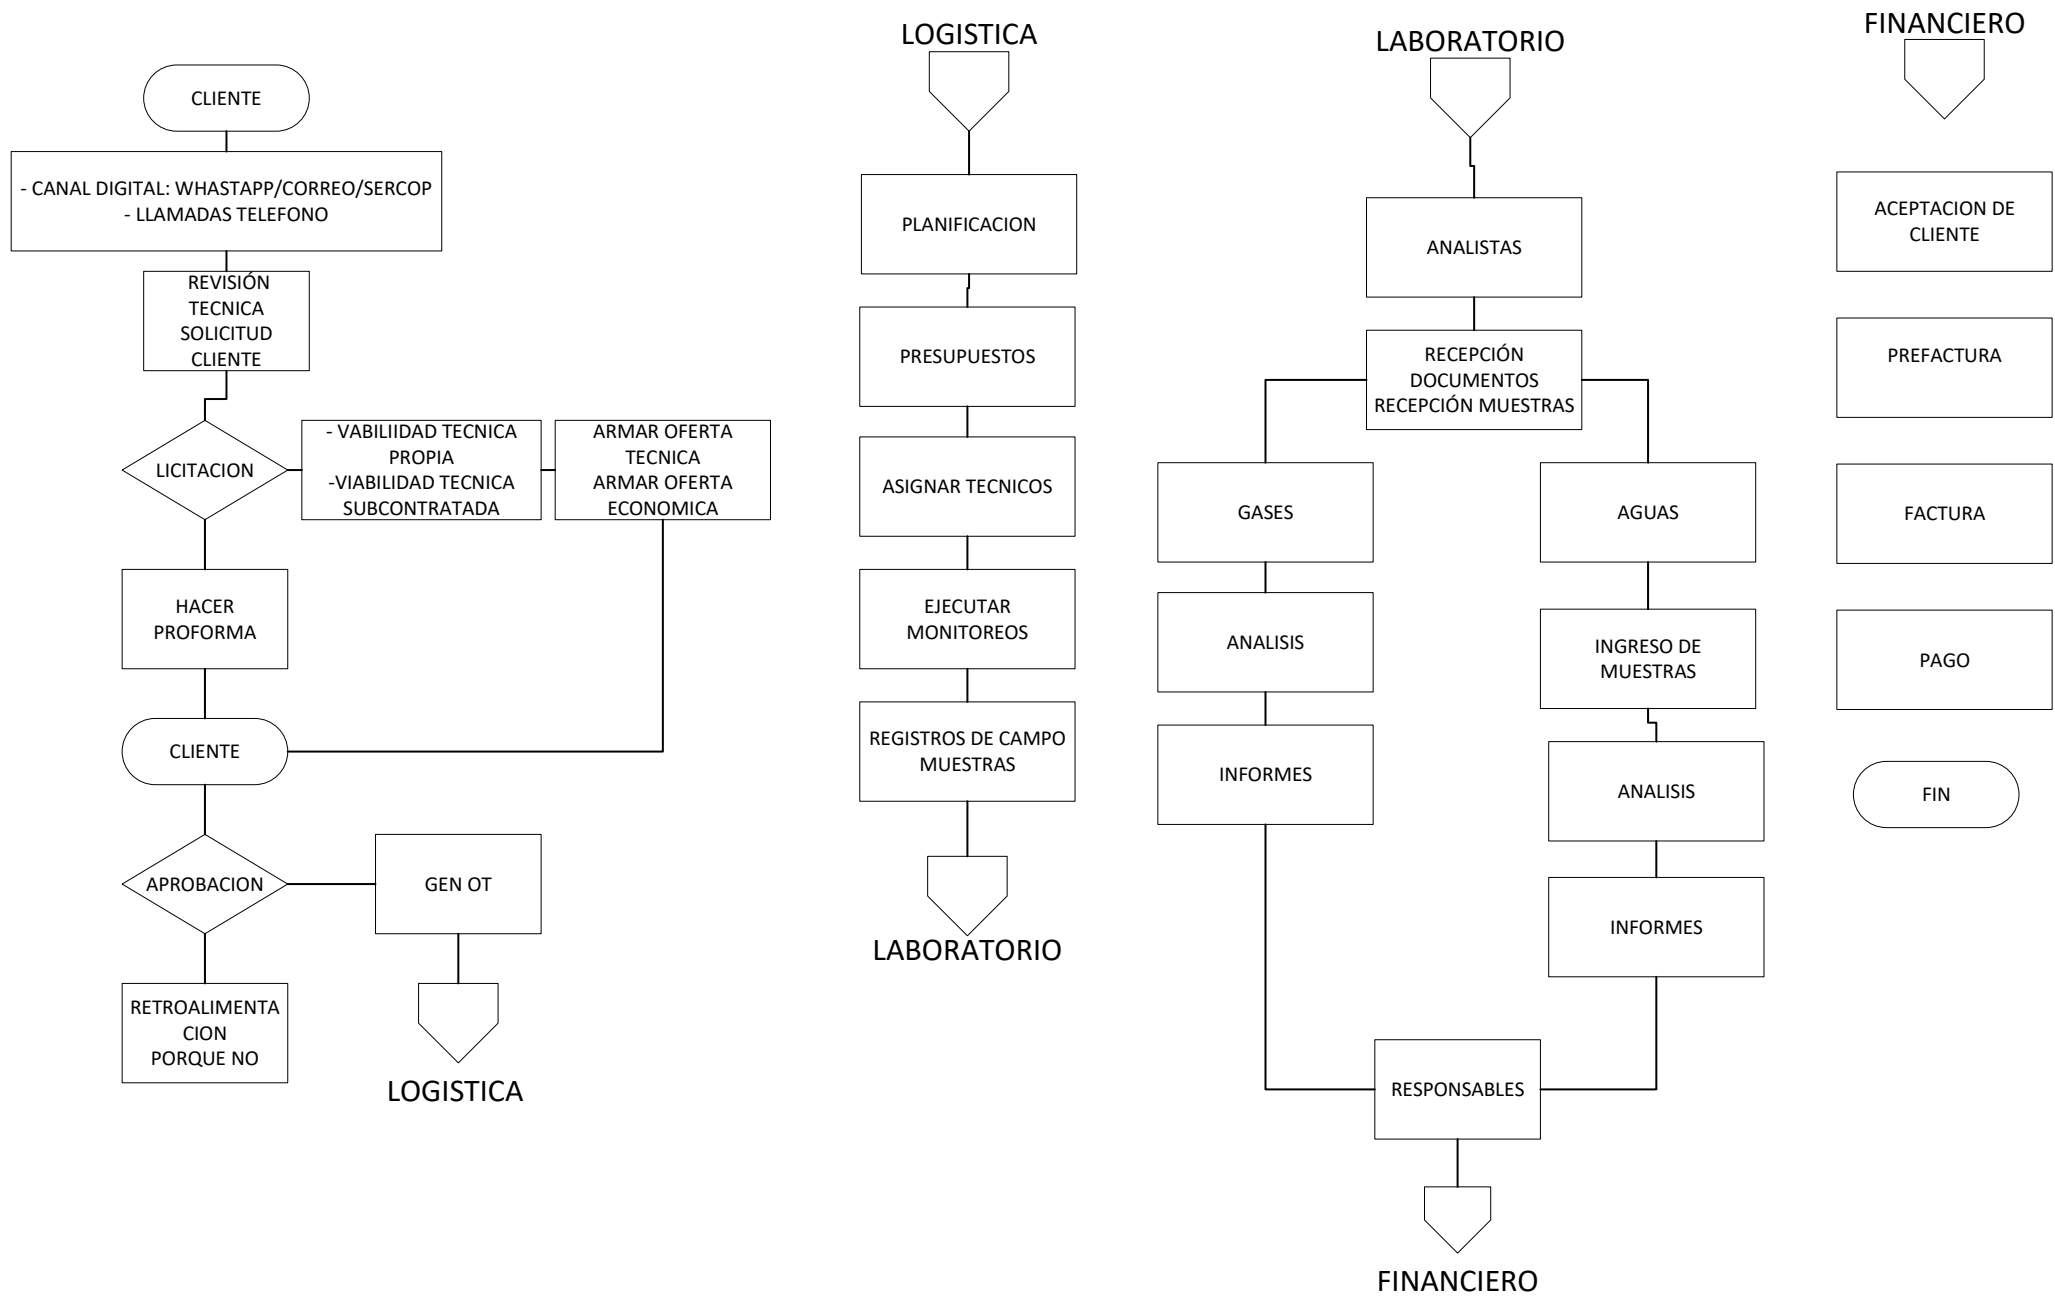 CLIENTE
- CANAL DIGITAL: WHASTAPP/CORREO/SERCOP
- LLAMADAS TELEFONO
REVISIÓN
TECNICA
SOLICITUD
CLIENTE
LICITACION
- VABILIIDAD TECNICA
PROPIA
-VIABILIDAD TECNICA
SUBCONTRATADA
ARMAR OFERTA
TECNICA
ARMAR OFERTA
ECONOMICA
HACER
PROFORMA
CLIENTE
APROBACION
GEN OT
RETROALIMENTA
CION
PORQUE NO
LOGISTICA
LOGISTICA
PLANIFICACION
PRESUPUESTOS
ASIGNAR TECNICOS
EJECUTAR
MONITOREOS
REGISTROS DE CAMPO
MUESTRAS
LABORATORIO
LABORATORIO
ANALISTAS
RECEPCIÓN
DOCUMENTOS
RECEPCIÓN MUESTRAS
GASES
ANALISIS
INFORMES
AGUAS
INGRESO DE
MUESTRAS
ANALISIS
INFORMES
RESPONSABLES
FINANCIERO
FINANCIERO
ACEPTACION DE
CLIENTE
PREFACTURA
FACTURA
PAGO
FIN